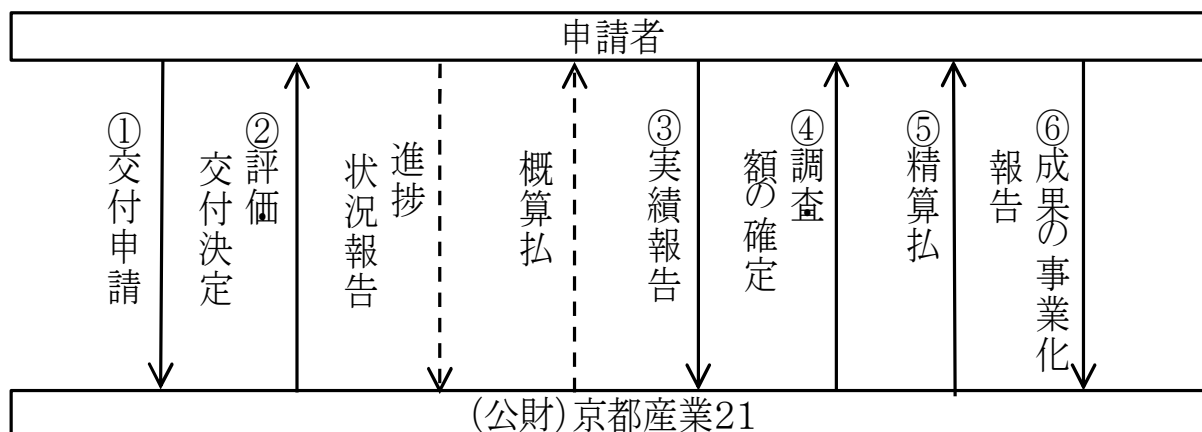 申請者
①交付申請
②評価・
交付決定
進捗
状況報告
概算払
③実績報告
④調査・
額の確定
⑤精算払
⑥成果の事業化
報告
(公財)京都産業21